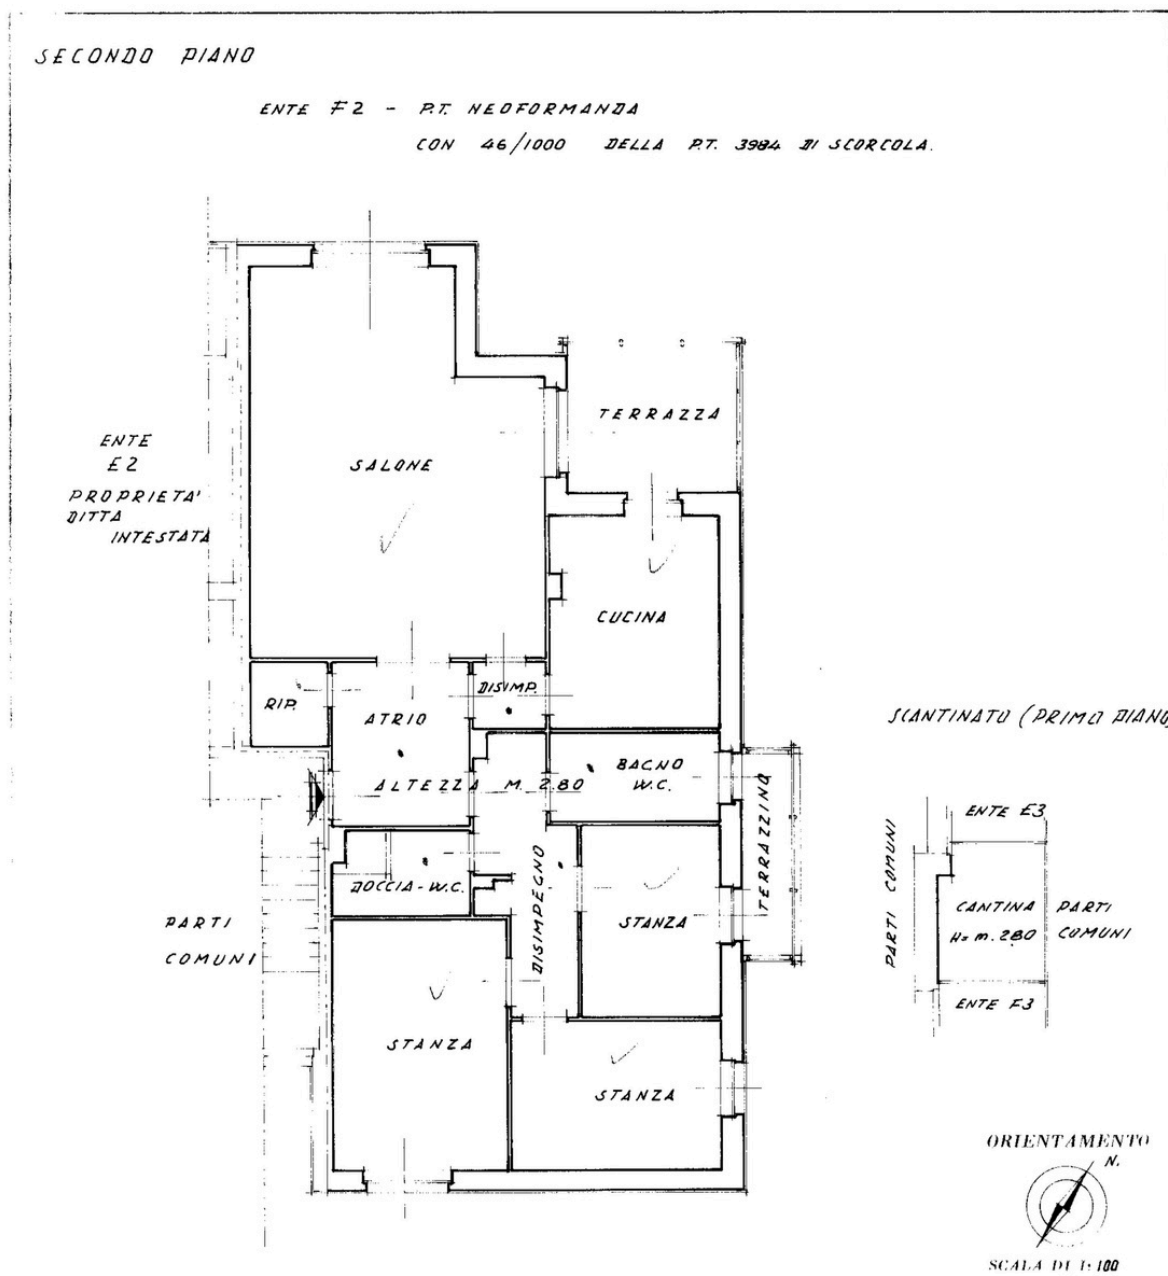 SECONDO PIANO
ENTE F2 - P.T. NEOFORMANDA
CON 46/1000 DELLA P.T. 3984 DI SCORCOLA.
TERRAZZA
ENTE
E2
PROPRIETA'
DITTA
INTESTATA
SALONE
CUCINA
RIP.
ATRIO
DISIMP.
SCANTINATO (PRIMO PIANO)
BAGNO
W.C.
ALTEZZA M. 2.80
TERRAZZINO
DOCCIA - W.C.
DISIMPEGNO
STANZA
PARTI
COMUNI
STANZA
STANZA
ENTE E3
PARTI COMUNI
CANTINA
H= m. 2.80
PARTI
COMUNI
ENTE F3
ORIENTAMENTO
N.
SCALA DI 1:100